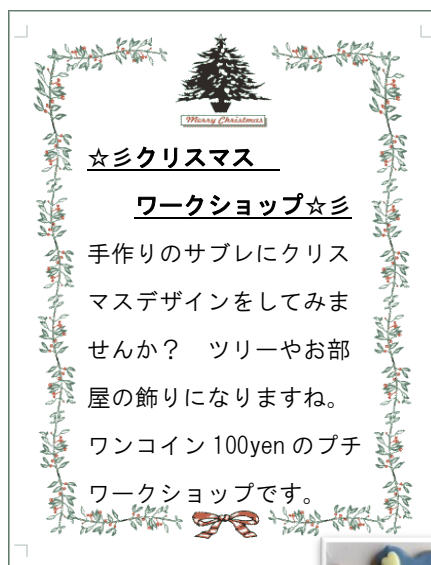 Merry Christmas
☆彡クリスマス
ワークショップ☆彡
手作りのサブレにクリス
マスデザインをしてみま
せんか？　ツリーやお部
屋の飾りになりますね。
ワンコイン100yenのプチ
ワークショップです。